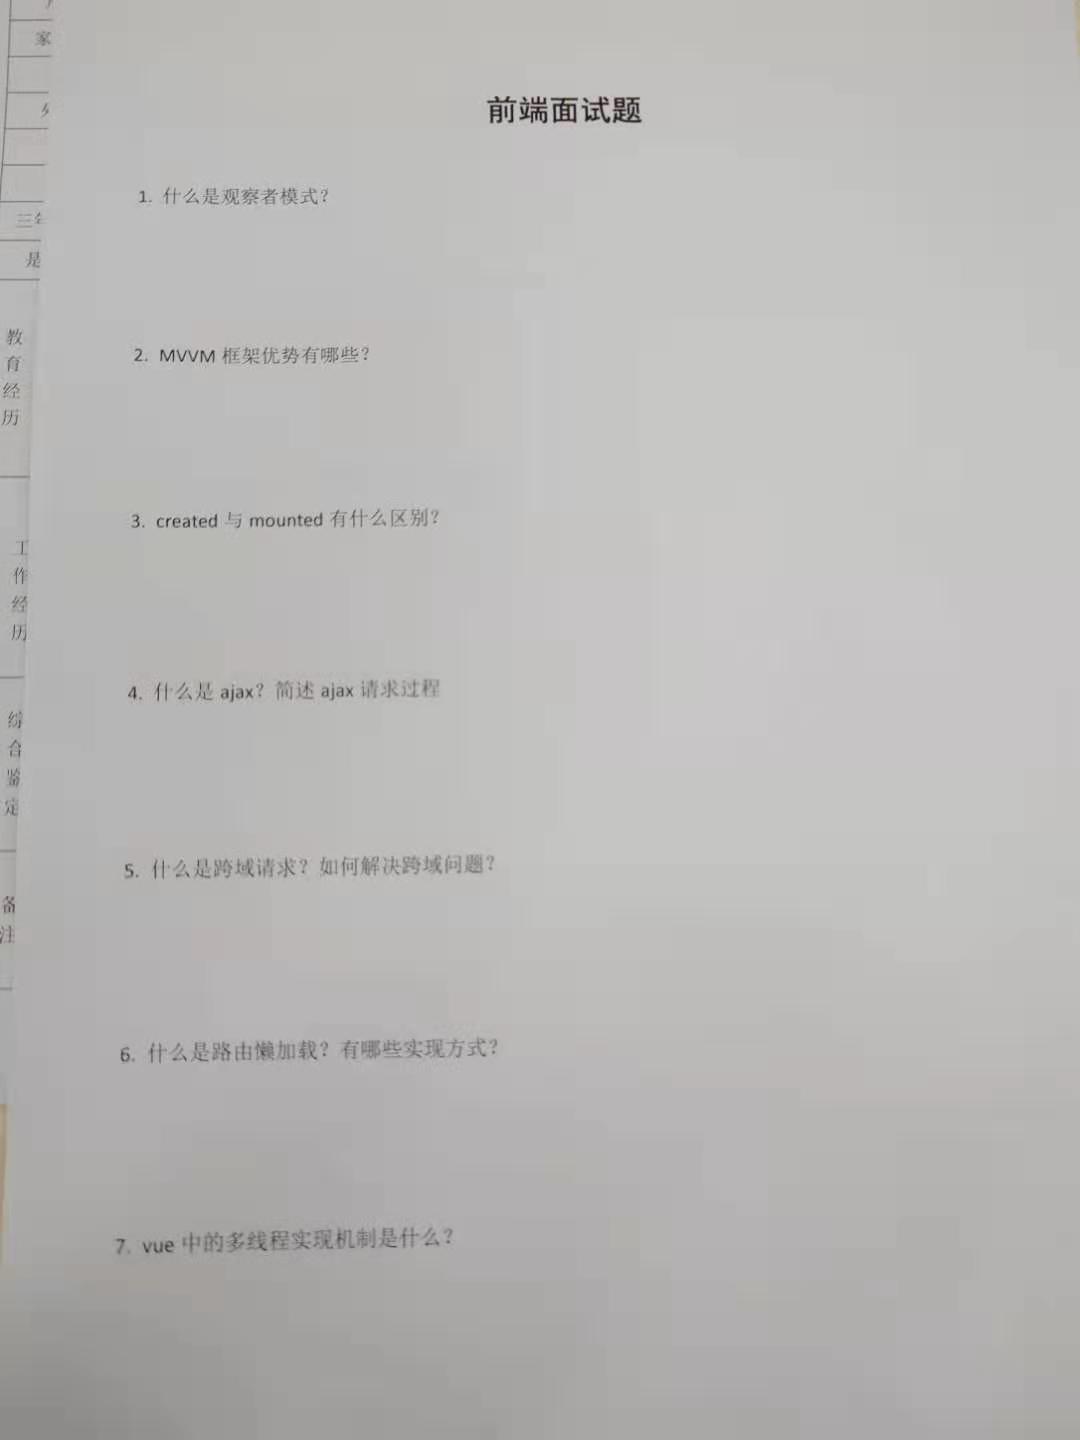 家
三年
是
教
育
经
历
工
作
经
历
综
合
鉴
定
备
注
前端面试题
1. 什么是观察者模式？
2. MVVM 框架优势有哪些？
3. created 与 mounted 有什么区别？
4. 什么是 ajax？简述 ajax 请求过程
5. 什么是跨域请求？如何解决跨域问题？
6. 什么是路由懒加载？有哪些实现方式？
7. vue 中的多线程实现机制是什么？